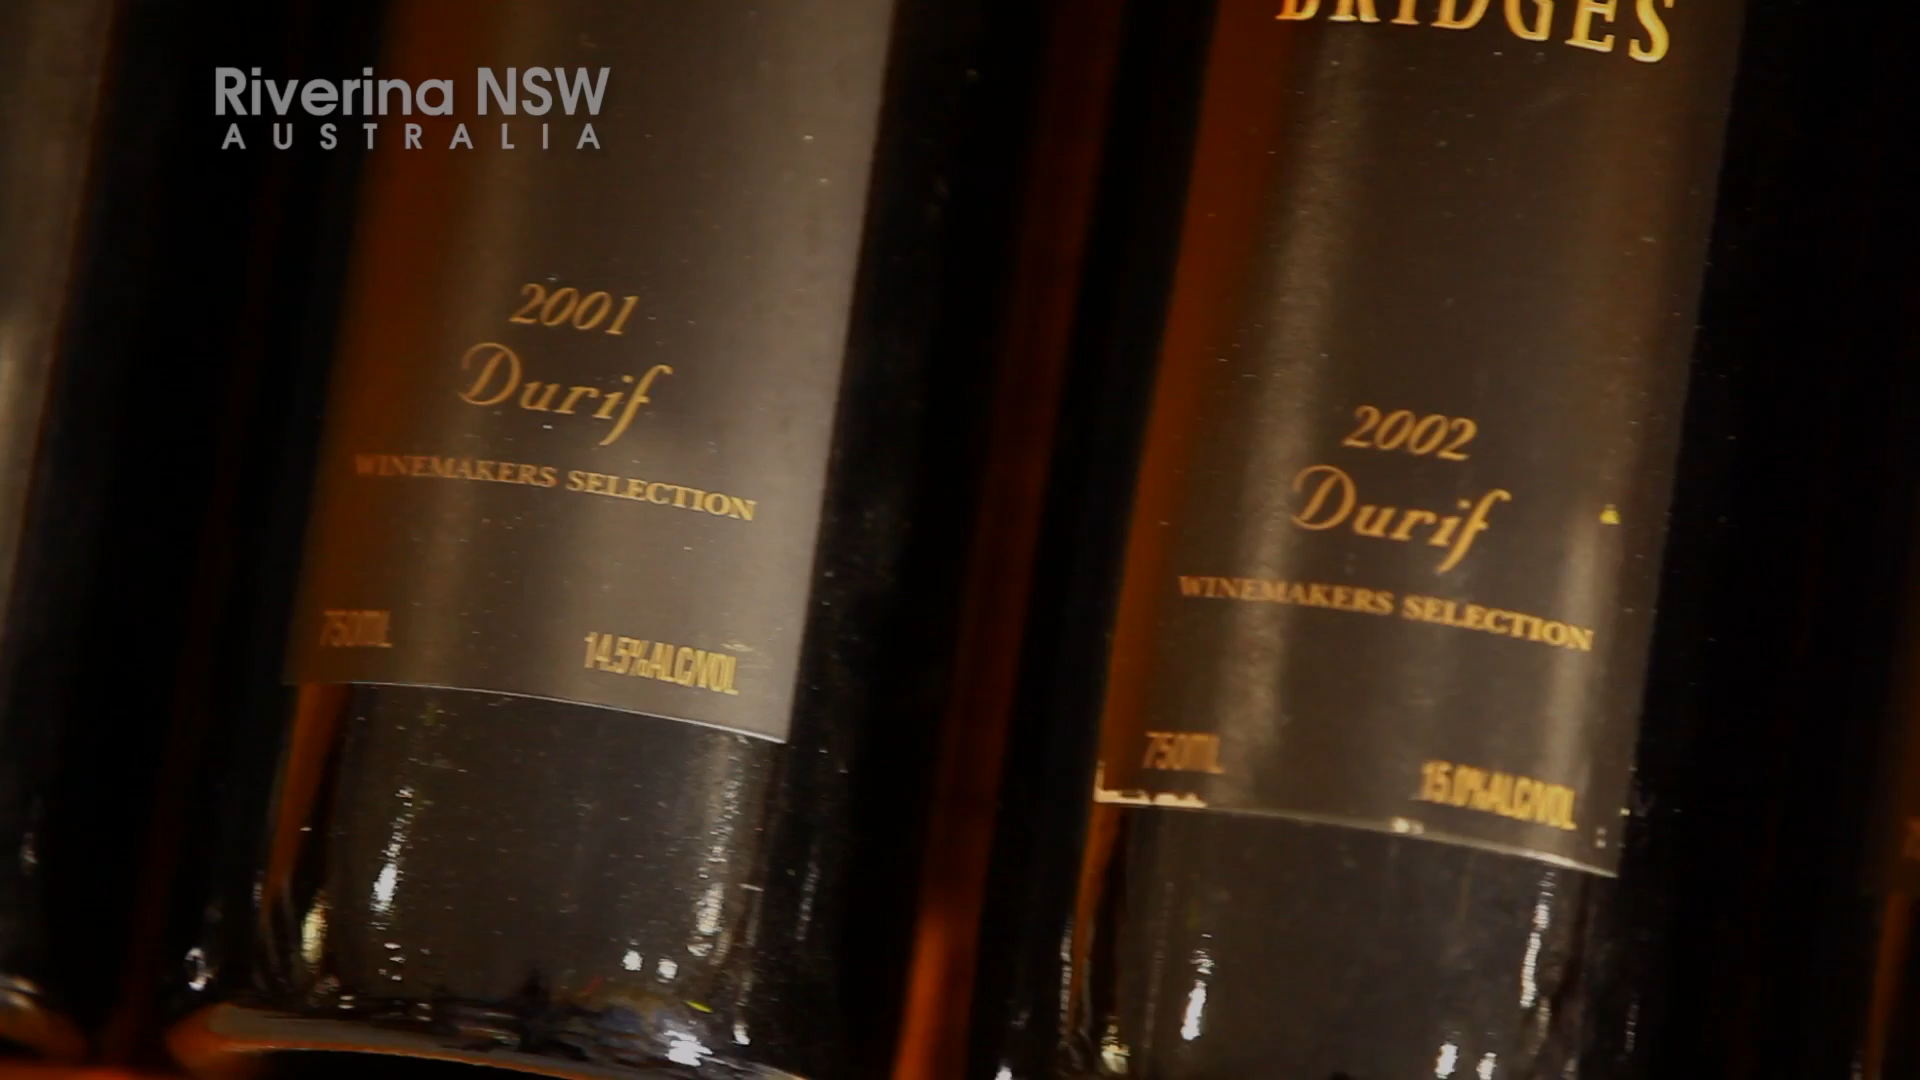 Riverina NSW
AUSTRALIA
2001
Durif
WINEMAKERS SELECTION
750ML
14.5%ALC/VOL
BRIDGES
2002
Durif
WINEMAKERS SELECTION
750ML
15.0%ALC/VOL